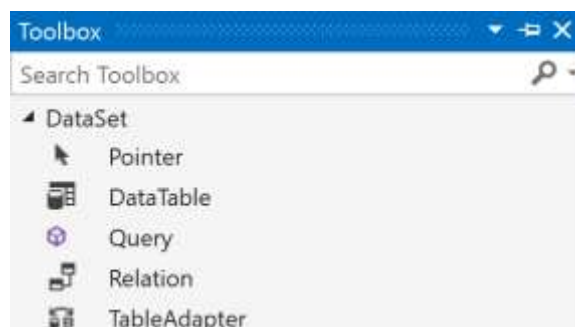 Toolbox
Search Toolbox
DataSet
Pointer
DataTable
Query
Relation
TableAdapter